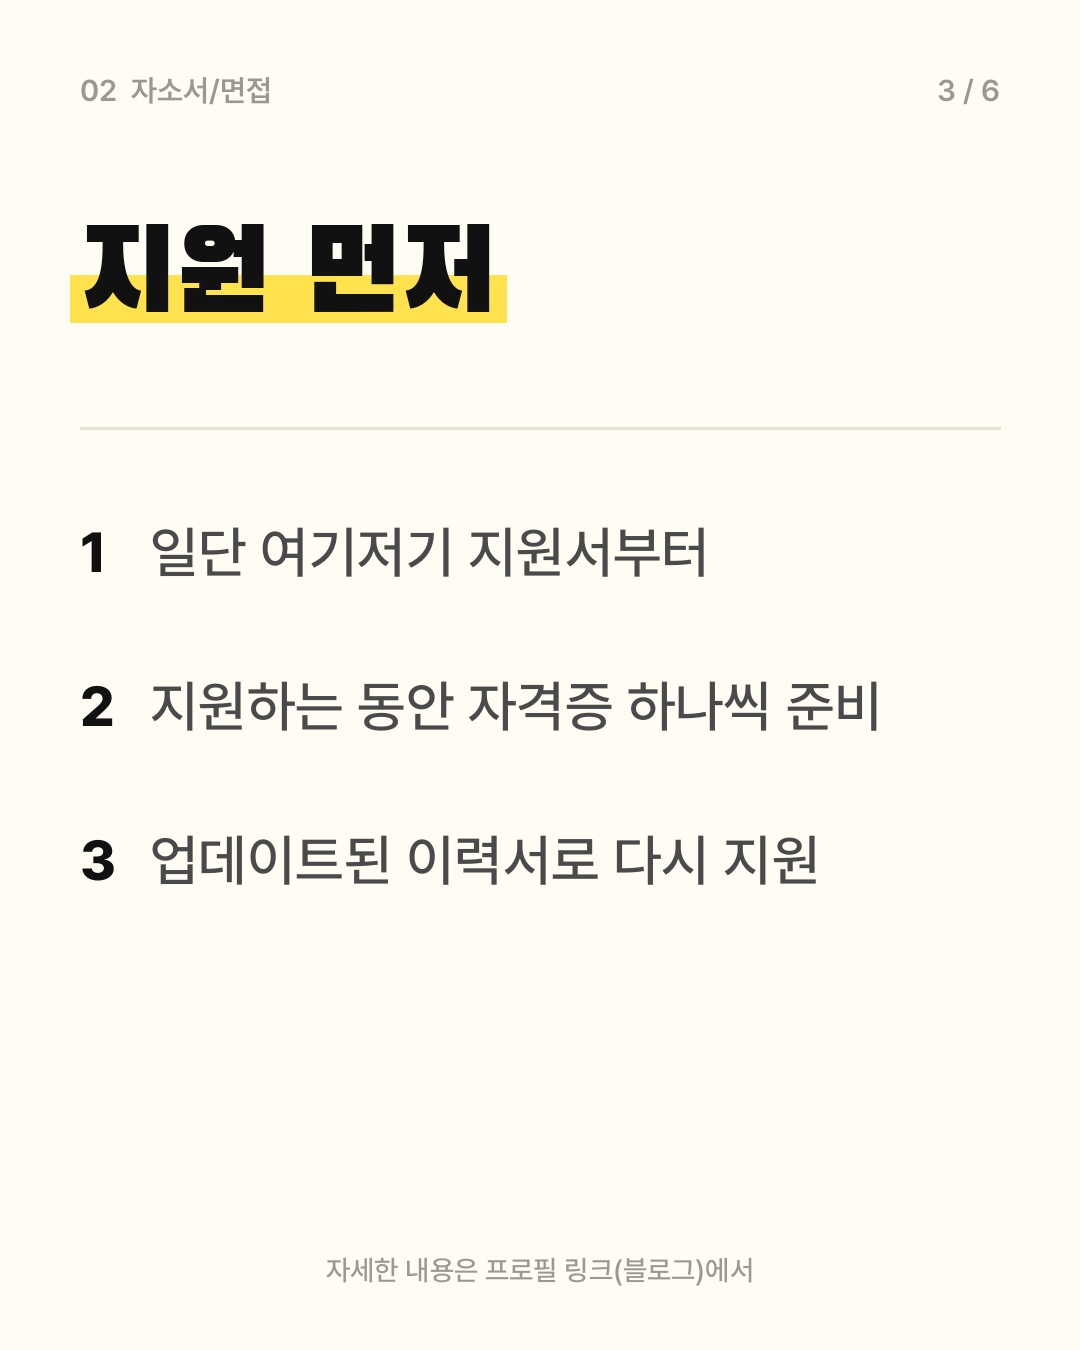 02 자소서/면접
3 / 6
지원 먼저
1 일단 여기저기 지원서부터
2 지원하는 동안 자격증 하나씩 준비
3 업데이트된 이력서로 다시 지원
자세한 내용은 프로필 링크(블로그)에서